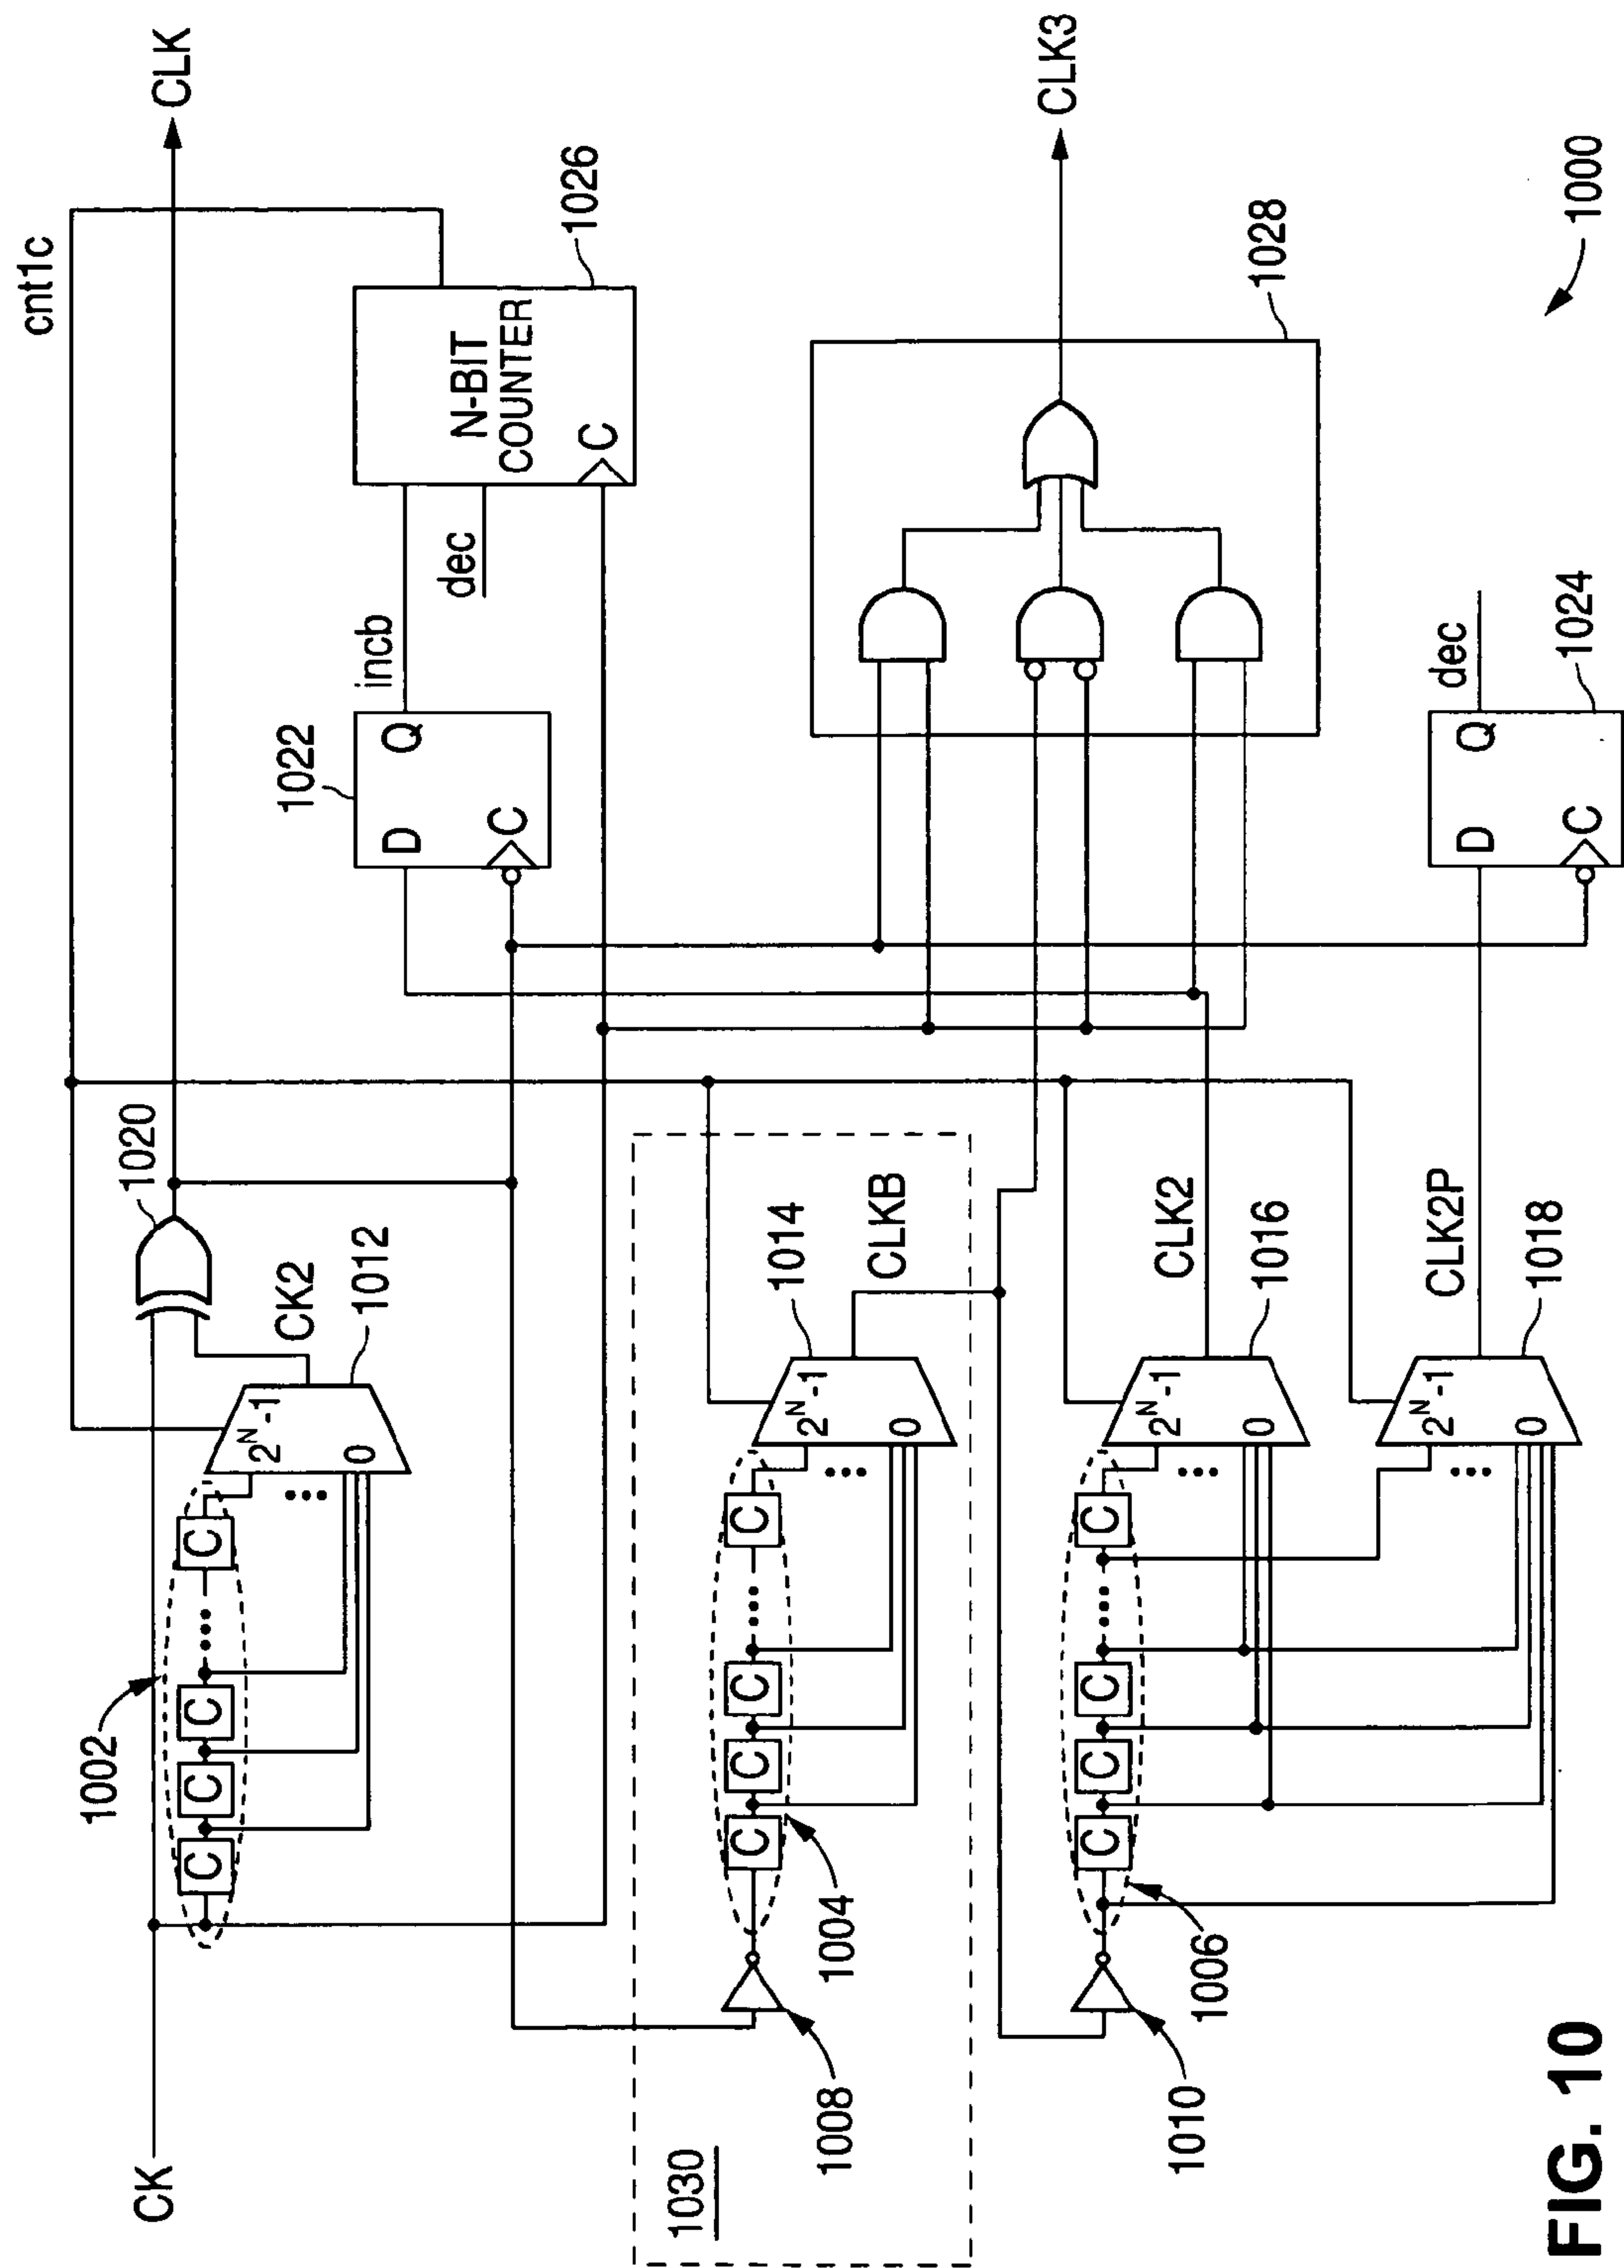 cnt1c
CLK
CK
1002
C
C
C
C
2^N-1
0
CK2
1012
1020
1022
D
Q
C
incb
dec
N-BIT
COUNTER
C
1026
1030
1008
1004
C
C
C
C
2^N-1
0
1014
CLKB
1028
CLK3
1010
1006
C
C
C
C
2^N-1
0
CLK2
1016
2^N-1
0
CLK2P
1018
D
Q
C
dec
1024
1000
FIG. 10